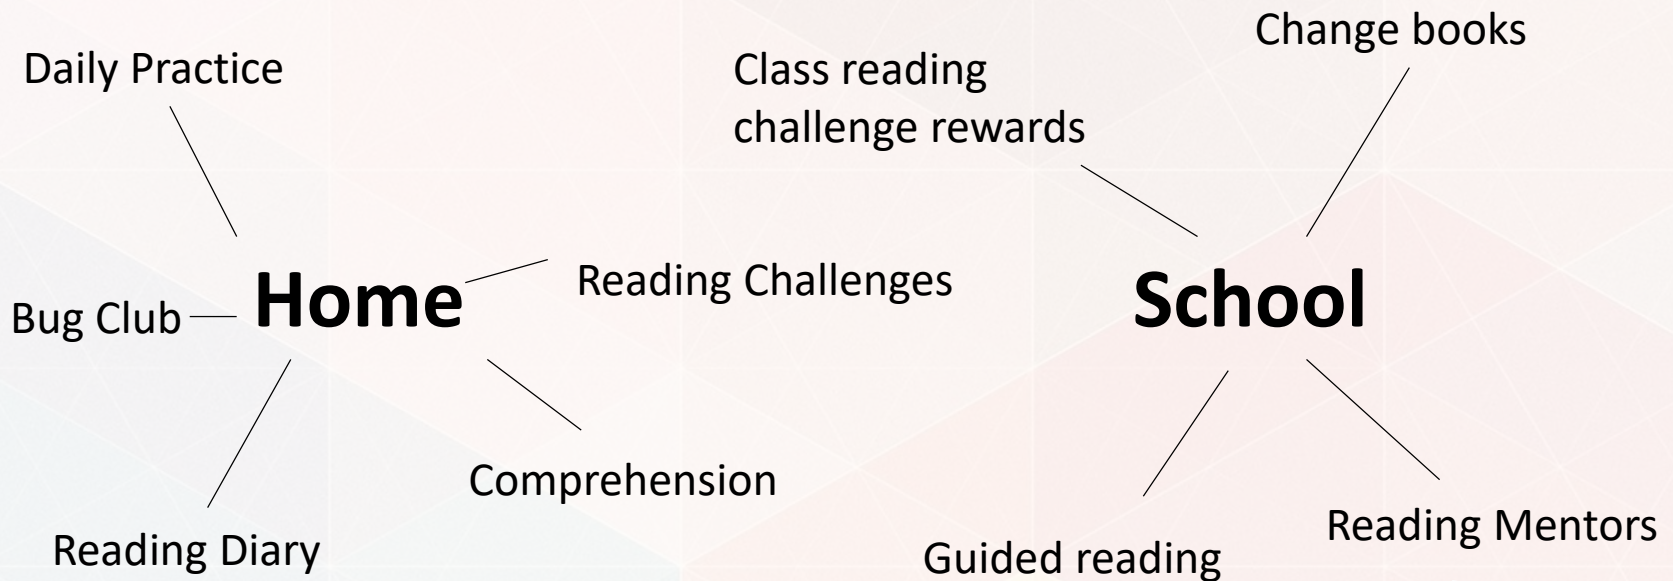 Daily Practice
Bug Club
Home
Reading Challenges
Comprehension
Reading Diary
Class reading
challenge rewards
Change books
School
Guided reading
Reading Mentors